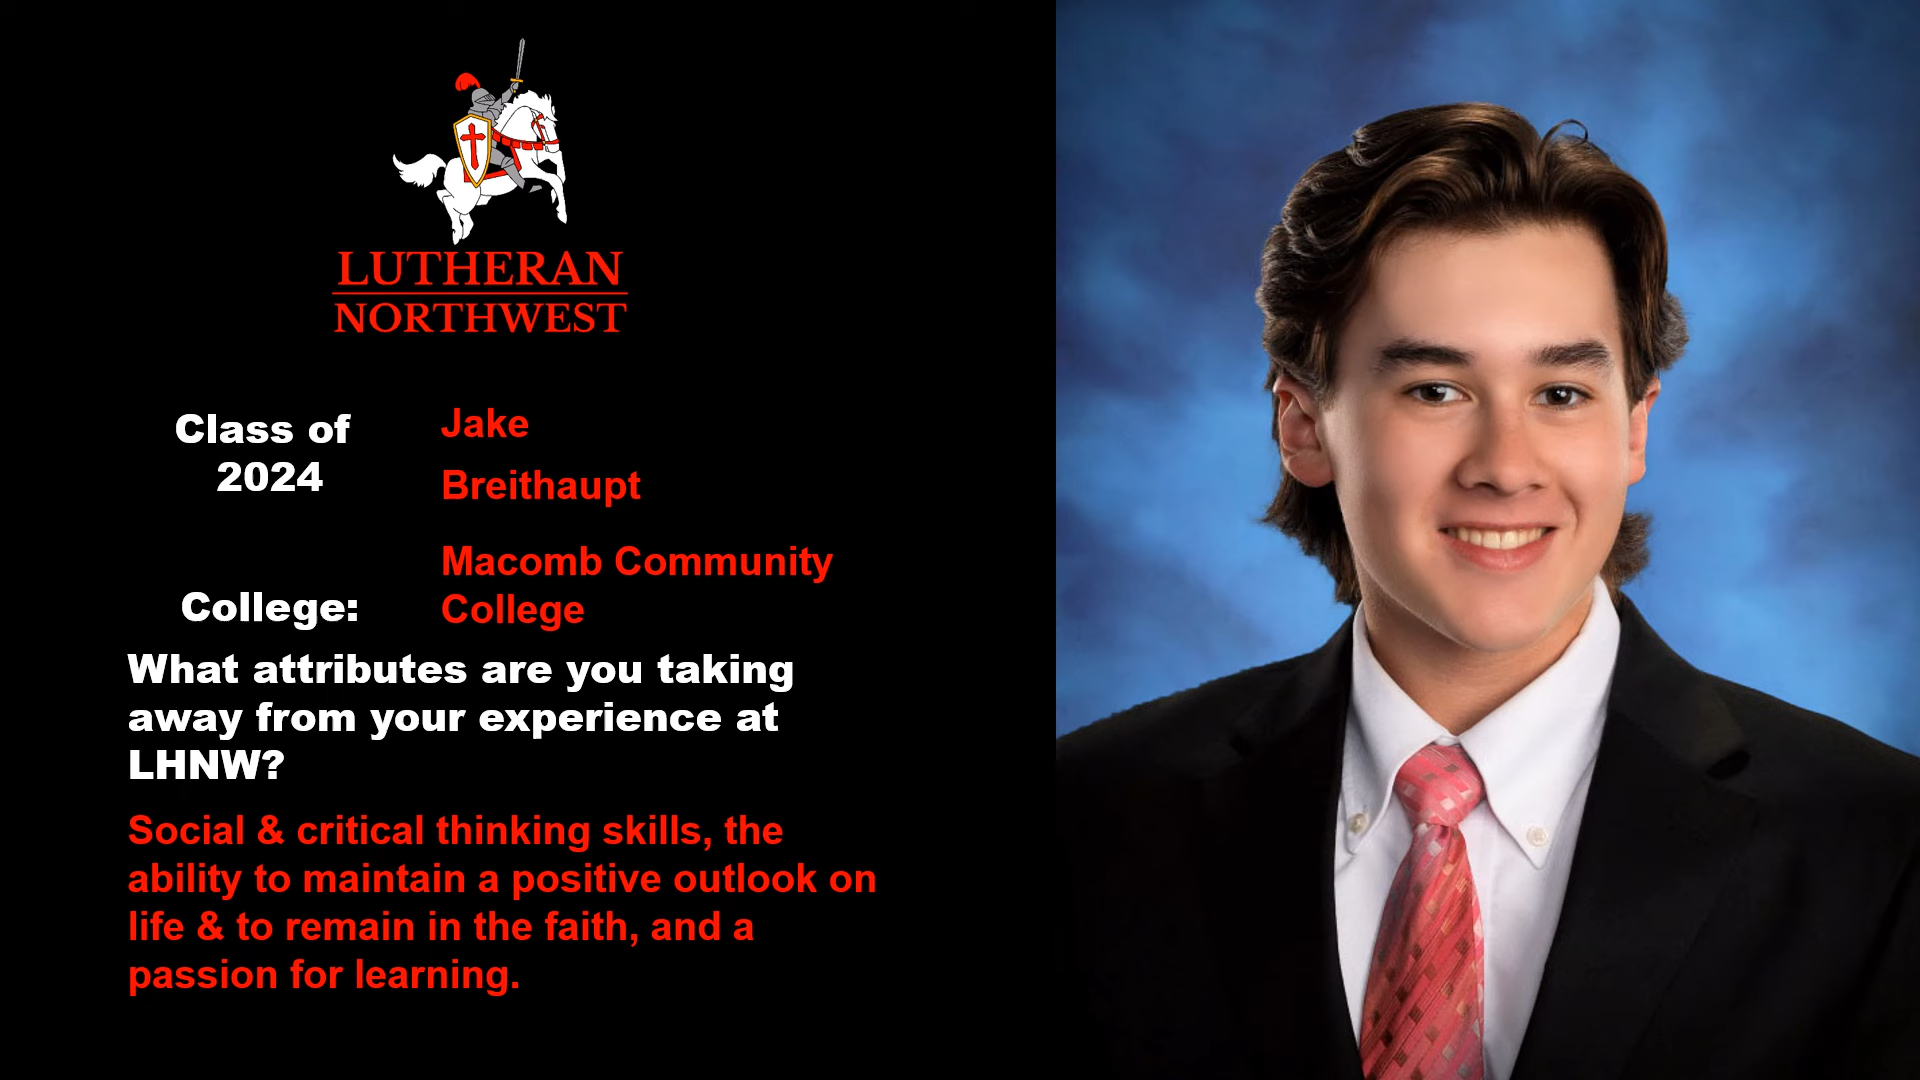 LUTHERAN
NORTHWEST
Class of
2024
Jake
Breithaupt
College:
Macomb Community
College
What attributes are you taking
away from your experience at
LHNW?
Social & critical thinking skills, the
ability to maintain a positive outlook on
life & to remain in the faith, and a
passion for learning.